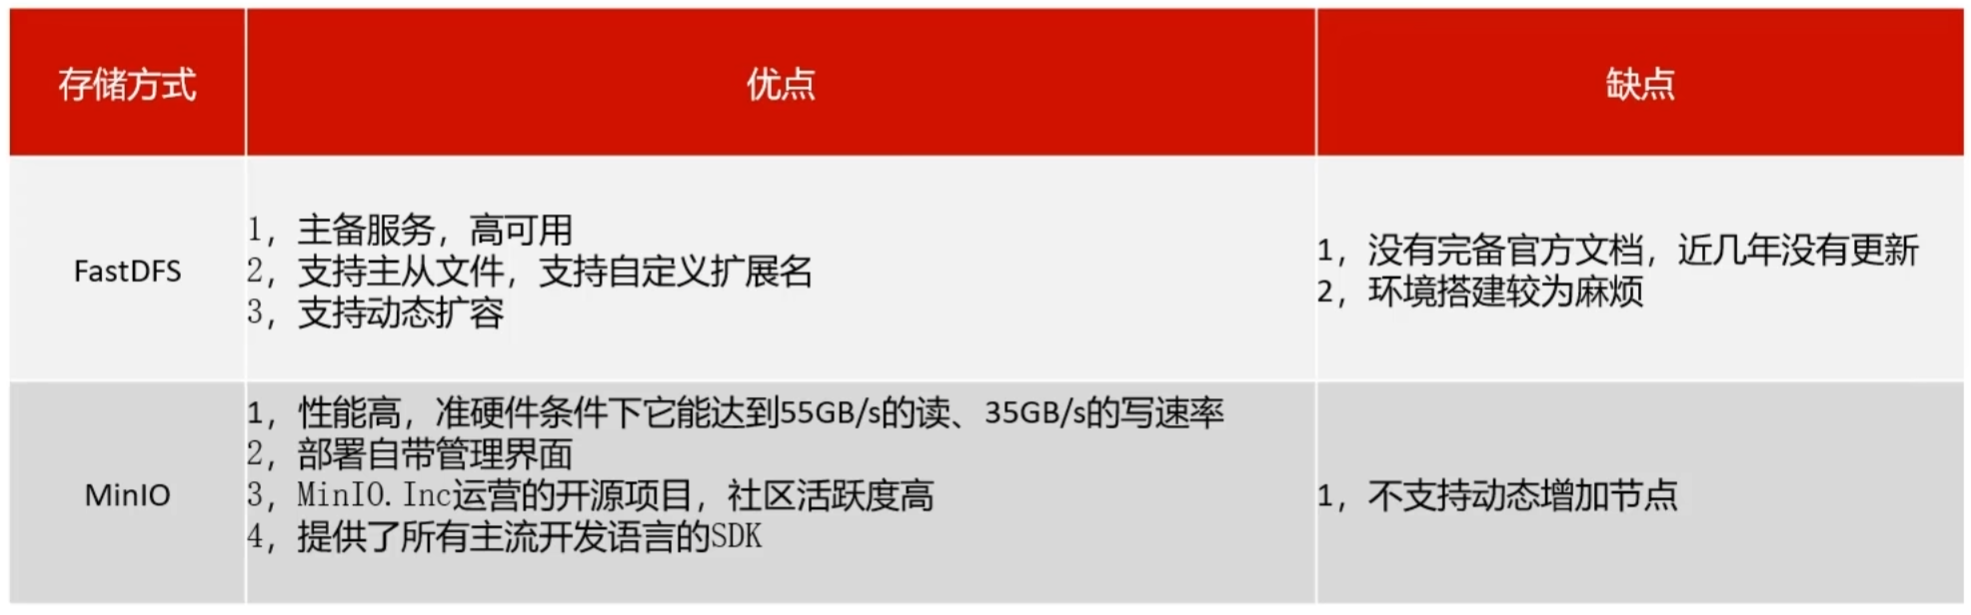 存储方式 优点 缺点
FastDFS
1，主备服务，高可用
2，支持主从文件，支持自定义扩展名
3，支持动态扩容
1，没有完备官方文档，近几年没有更新
2，环境搭建较为麻烦
MinIO
1，性能高，准硬件条件下它能达到55GB/s的读、35GB/s的写速率
2，部署自带管理界面
3，MinIO.Inc运营的开源项目，社区活跃度高
4，提供了所有主流开发语言的SDK
1，不支持动态增加节点